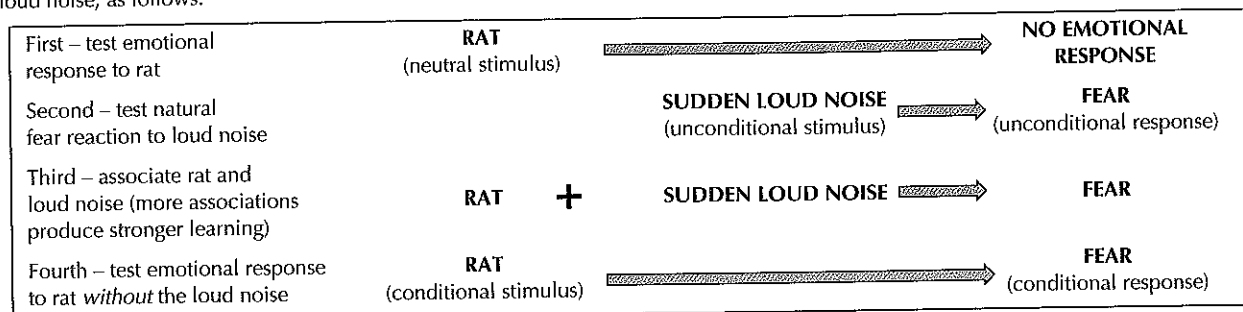 loud noise, as follows:
First – test emotional RAT NO EMOTIONAL
response to rat (neutral stimulus) RESPONSE
Second – test natural SUDDEN LOUD NOISE FEAR
fear reaction to loud noise (unconditional stimulus) (unconditional response)
Third – associate rat and
loud noise (more associations RAT + SUDDEN LOUD NOISE FEAR
produce stronger learning)
Fourth – test emotional response RAT FEAR
to rat without the loud noise (conditional stimulus) (conditional response)